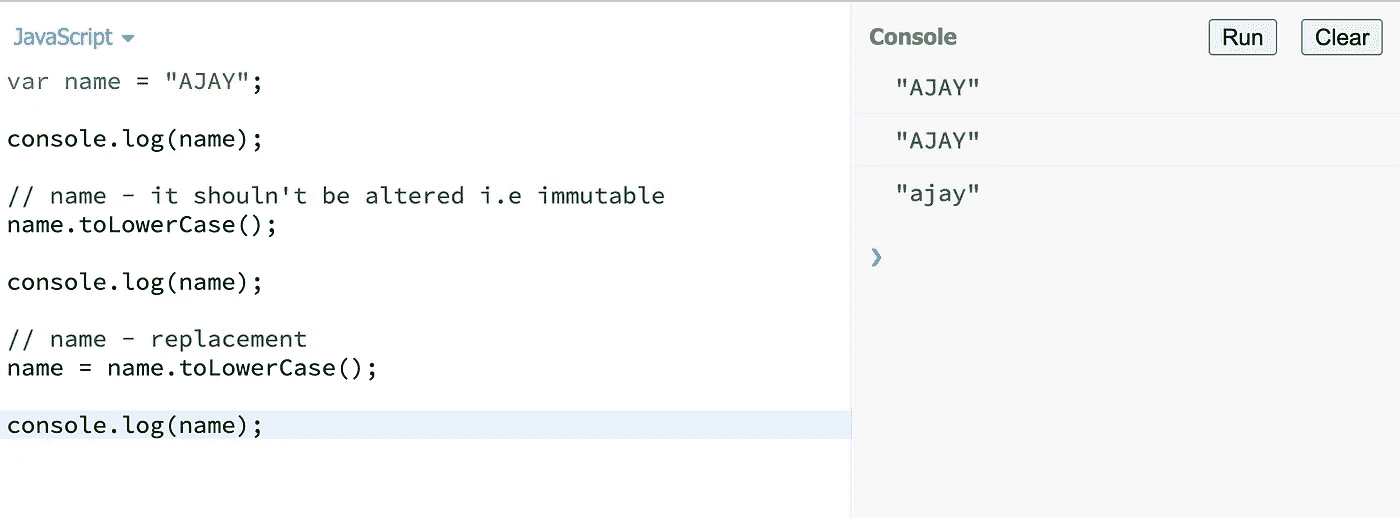 JavaScript
var name = "AJAY";
console.log(name);
// name - it shouln't be altered i.e immutable
name.toLowerCase();
console.log(name);
// name - replacement
name = name.toLowerCase();
console.log(name);
Console
Run
Clear
"AJAY"
"AJAY"
"ajay"